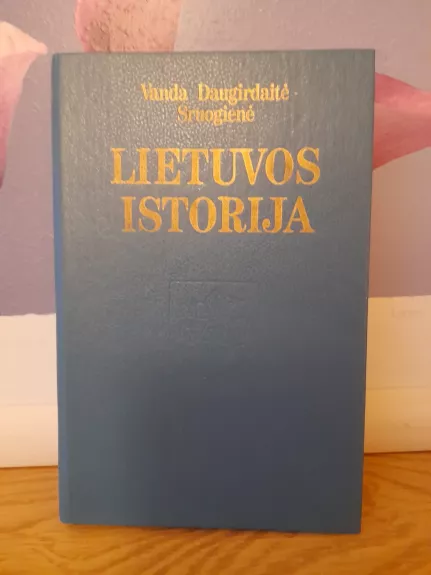 Vanda Daugirdaitė-
Sruogienė
LIETUVOS
ISTORIJA